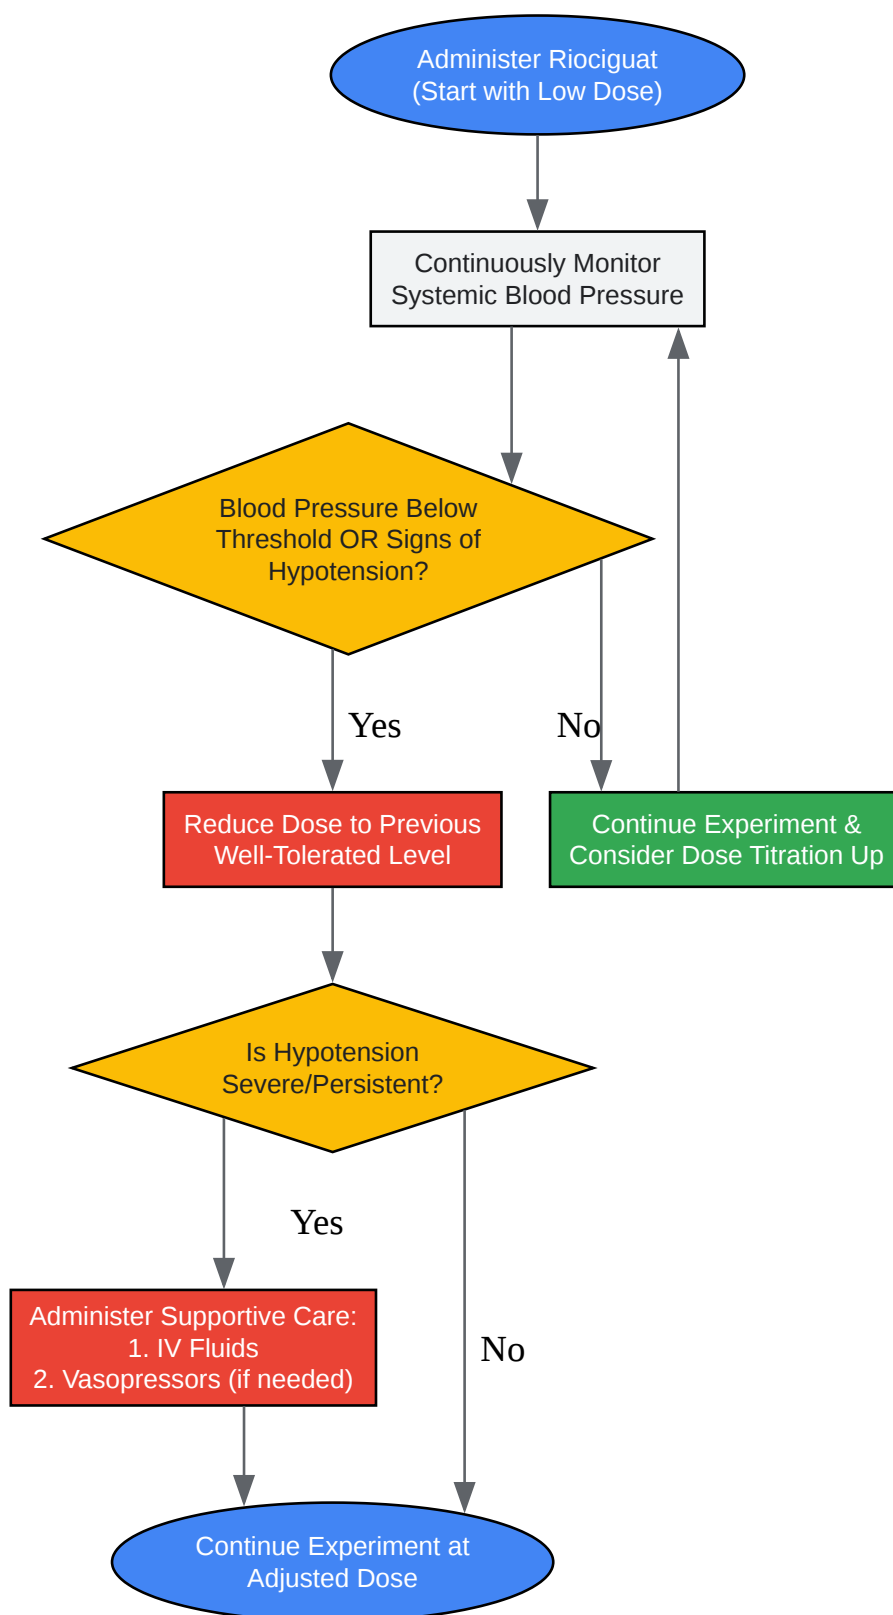 Administer Riociguat
(Start with Low Dose)
Continuously Monitor
Systemic Blood Pressure
Blood Pressure Below
Threshold OR Signs of
Hypotension?
Yes
No
Reduce Dose to Previous
Well-Tolerated Level
Continue Experiment &
Consider Dose Titration Up
Is Hypotension
Severe/Persistent?
Yes
No
Administer Supportive Care:
1. IV Fluids
2. Vasopressors (if needed)
Continue Experiment at
Adjusted Dose